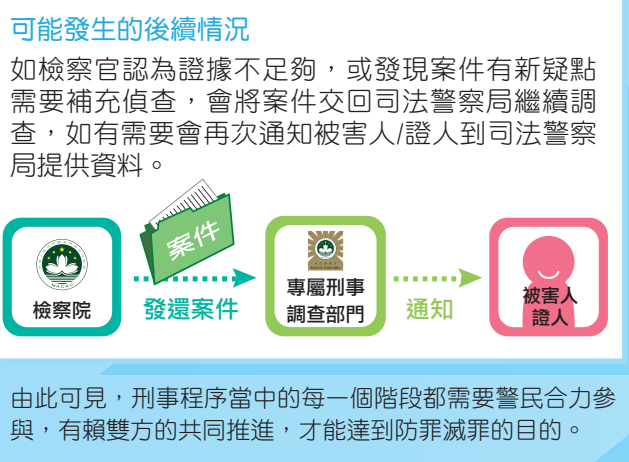 可能發生的後續情況
如檢察官認為證據不足夠，或發現案件有新疑點
需要補充偵查，會將案件交回司法警察局繼續調
查，如有需要會再次通知被害人/證人到司法警察
局提供資料。
案件
檢察院
發還案件
專屬刑事
調查部門
通知
被害人
證人
由此可見，刑事程序當中的每一個階段都需要警民合力參
與，有賴雙方的共同推進，才能達到防罪滅罪的目的。